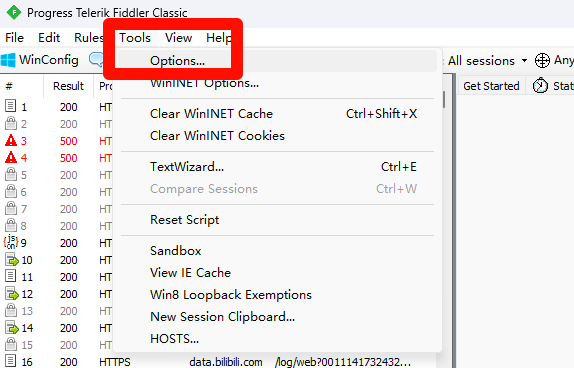 Progress Telerik Fiddler Classic
File Edit Rules Tools View Help
WinConfig All sessions Any
Options...
# Result Pro Get Started Stat
WinINET Options...
1 200 HT
Clear WinINET Cache Ctrl+Shift+X
2 200 HT
Clear WinINET Cookies
3 500 HT
4 500 HT
TextWizard... Ctrl+E
5 200 HT
Compare Sessions Ctrl+W
6 200 HT
7 200 HT
Reset Script
8 200 HT
{js
on} 9 200 HT
Sandbox
10 200 HT
View IE Cache
11 200 HT
Win8 Loopback Exemptions
12 200 HT
New Session Clipboard...
13 200 HT
14 200 HT
HOSTS...
15 200 HT
16 200 HTTPS data.bilibili.com /log/web?0011141732432...